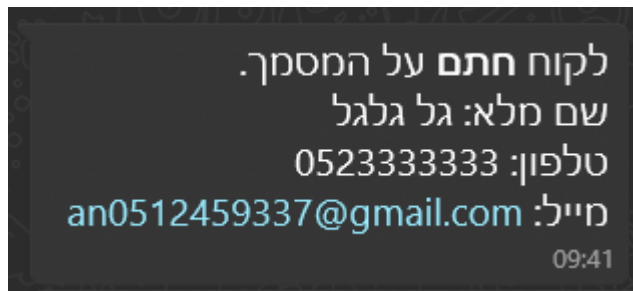 לקוח חתם על המסמך.
שם מלא: גל גלגל
טלפון: 0523333333
מייל: an0512459337@gmail.com
09:41